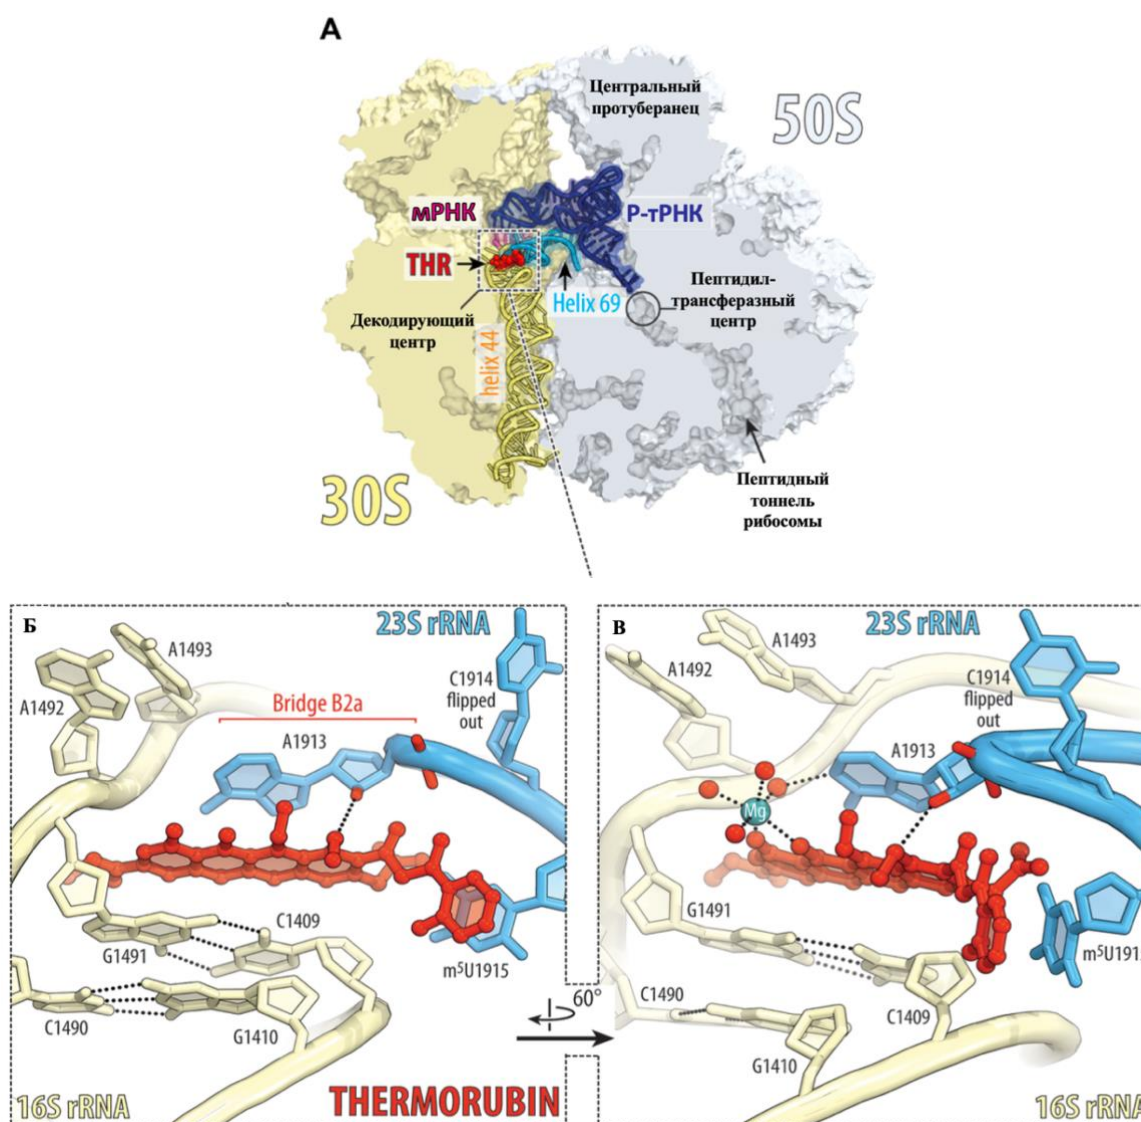 А
Центральный
протуберанец
50S
мРНК
Р-тРНК
THR
Пептидил-
трансферазный
центр
Helix 69
Декодирующий
центр
helix 44
Пептидный
тоннель
рибосомы
30S
Б
23S rRNA
A1493
A1492
C1914
flipped
out
Bridge B2a
A1913
C1409
G1491
m⁵U1915
C1490
G1410
16S rRNA
THERMORUBIN
60°
В
23S rRNA
A1493
A1492
C1914
flipped
out
A1913
Mg
G1491
m⁵U191
C1490
C1409
G1410
16S rRNA